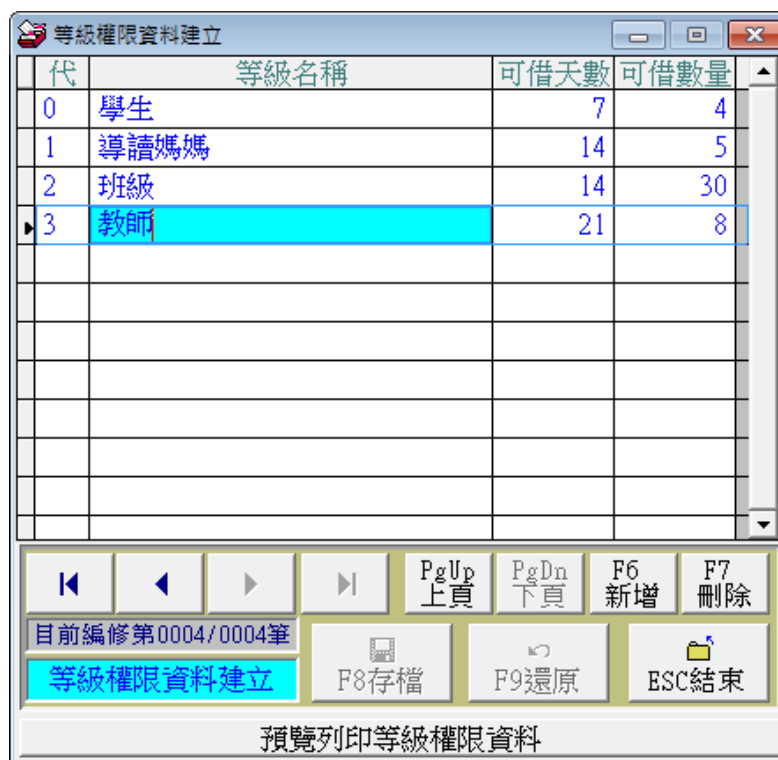 等級權限資料建立
代 等級名稱 可借天數 可借數量
0 學生 7 4
1 導讀媽媽 14 5
2 班級 14 30
3 教師 21 8
PgUp 上頁 PgDn 下頁 F6 新增 F7 刪除
目前編修第0004/0004筆
等級權限資料建立 F8存檔 F9還原 ESC結束
預覽列印等級權限資料